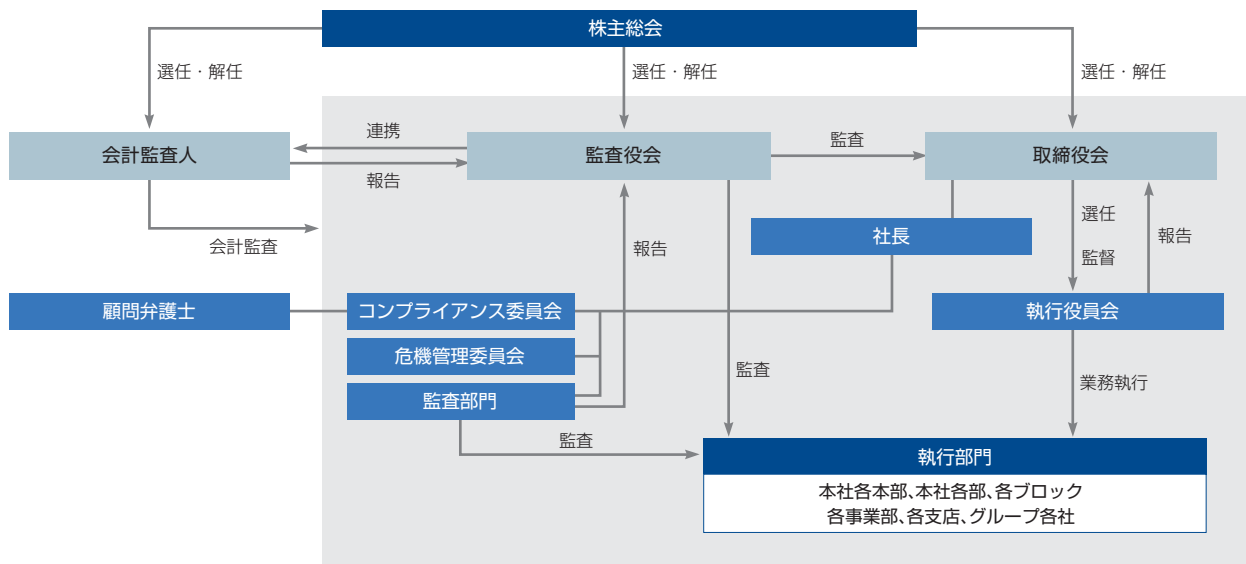 株主総会
選任・解任
選任・解任
選任・解任
会計監査人
連携
報告
監査役会
監査
取締役会
会計監査
報告
社長
選任
監督
報告
顧問弁護士
コンプライアンス委員会
執行役員会
危機管理委員会
監査
業務執行
監査部門
監査
執行部門
本社各本部、本社各部、各ブロック
各事業部、各支店、グループ各社